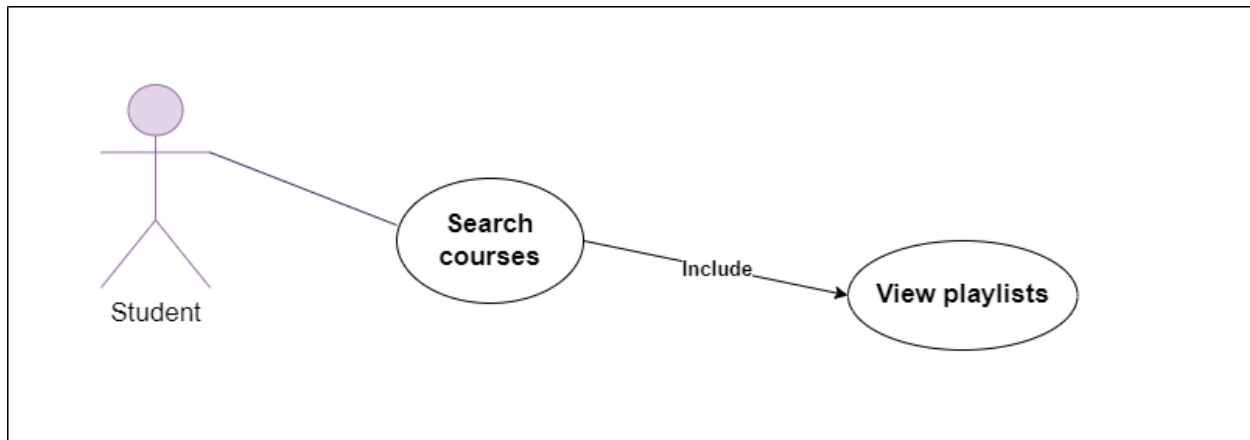 Search
courses
Include
View playlists
Student